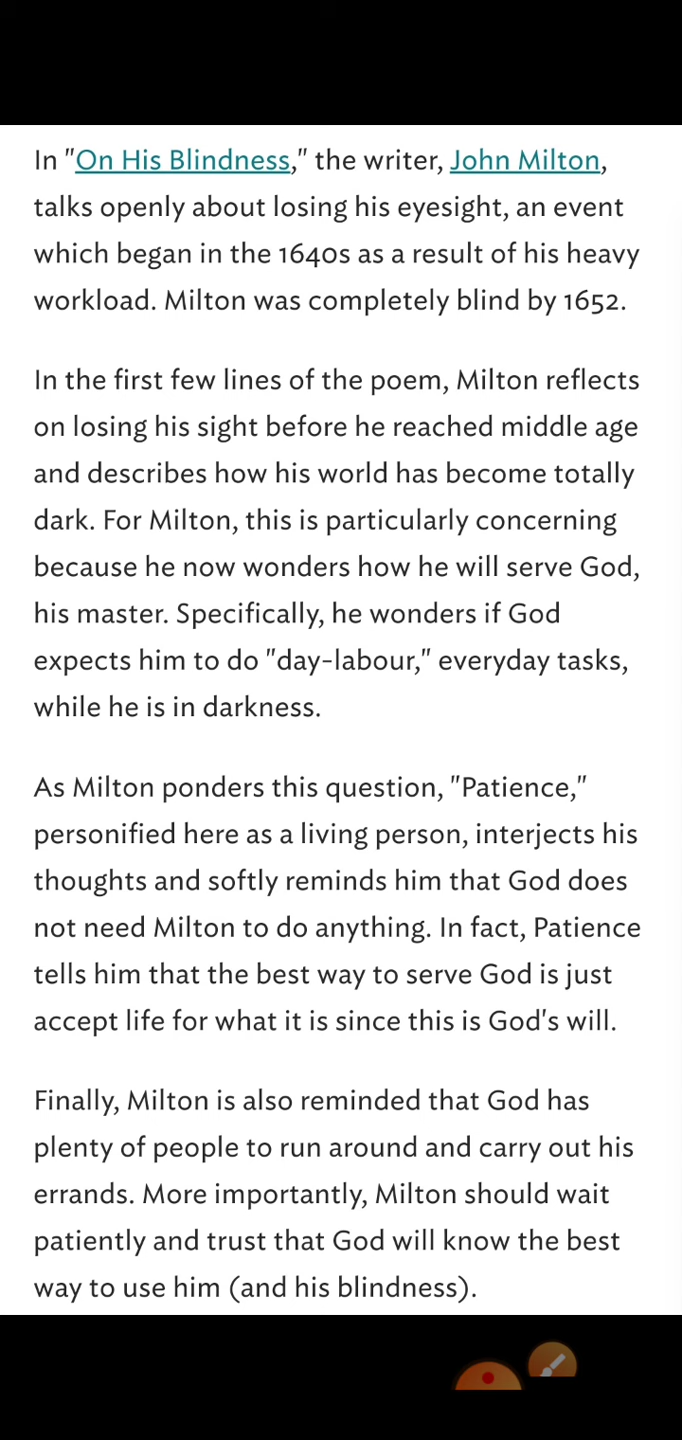 In "On His Blindness," the writer, John Milton,
talks openly about losing his eyesight, an event
which began in the 1640s as a result of his heavy
workload. Milton was completely blind by 1652.
In the first few lines of the poem, Milton reflects
on losing his sight before he reached middle age
and describes how his world has become totally
dark. For Milton, this is particularly concerning
because he now wonders how he will serve God,
his master. Specifically, he wonders if God
expects him to do "day-labour," everyday tasks,
while he is in darkness.
As Milton ponders this question, "Patience,"
personified here as a living person, interjects his
thoughts and softly reminds him that God does
not need Milton to do anything. In fact, Patience
tells him that the best way to serve God is just
accept life for what it is since this is God's will.
Finally, Milton is also reminded that God has
plenty of people to run around and carry out his
errands. More importantly, Milton should wait
patiently and trust that God will know the best
way to use him (and his blindness).